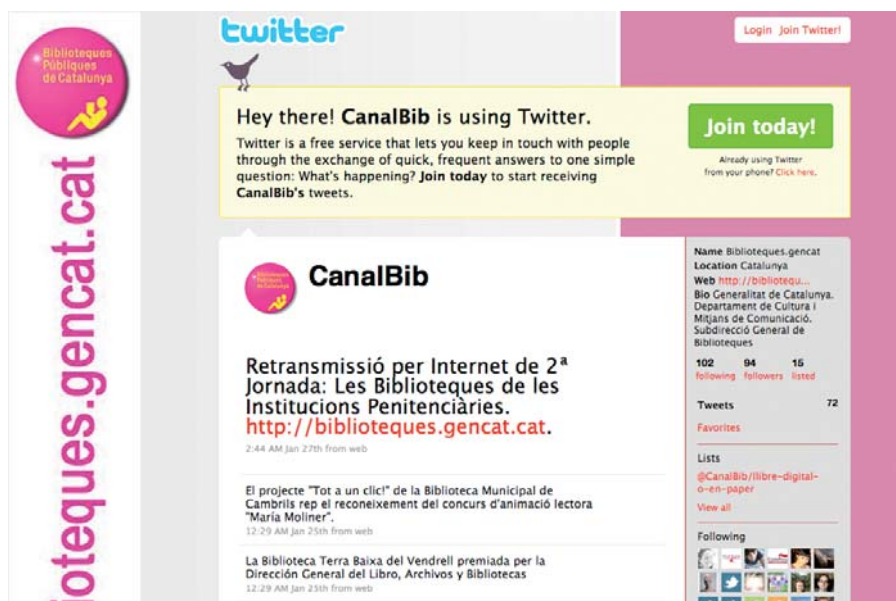 Biblioteques
Públiques
de Catalunya
ioteques.gencat.cat
twitter
Login Join Twitter!
Hey there! CanalBib is using Twitter.
Twitter is a free service that lets you keep in touch with people
through the exchange of quick, frequent answers to one simple
question: What's happening? Join today to start receiving
CanalBib's tweets.
Join today!
Already using Twitter
from your phone? Click here.
CanalBib
Retransmissió per Internet de 2ª
Jornada: Les Biblioteques de les
Institucions Penitenciàries.
http://biblioteques.gencat.cat.
2:44 AM Jan 27th from web
El projecte "Tot a un clic!" de la Biblioteca Municipal de
Cambrils rep el reconeixement del concurs d'animació lectora
"María Moliner".
12:29 AM Jan 25th from web
La Biblioteca Terra Baixa del Vendrell premiada per la
Dirección General del Libro, Archivos y Bibliotecas
12:29 AM Jan 25th from web
Name Biblioteques.gencat
Location Catalunya
Web http://bibliotequ...
Bio Generalitat de Catalunya.
Departament de Cultura i
Mitjans de Comunicació.
Subdirecció General de
Biblioteques
102 94 15
following followers listed
Tweets 72
Favorites
Lists
@CanalBib/llibre-digital-
o-en-paper
View all
Following